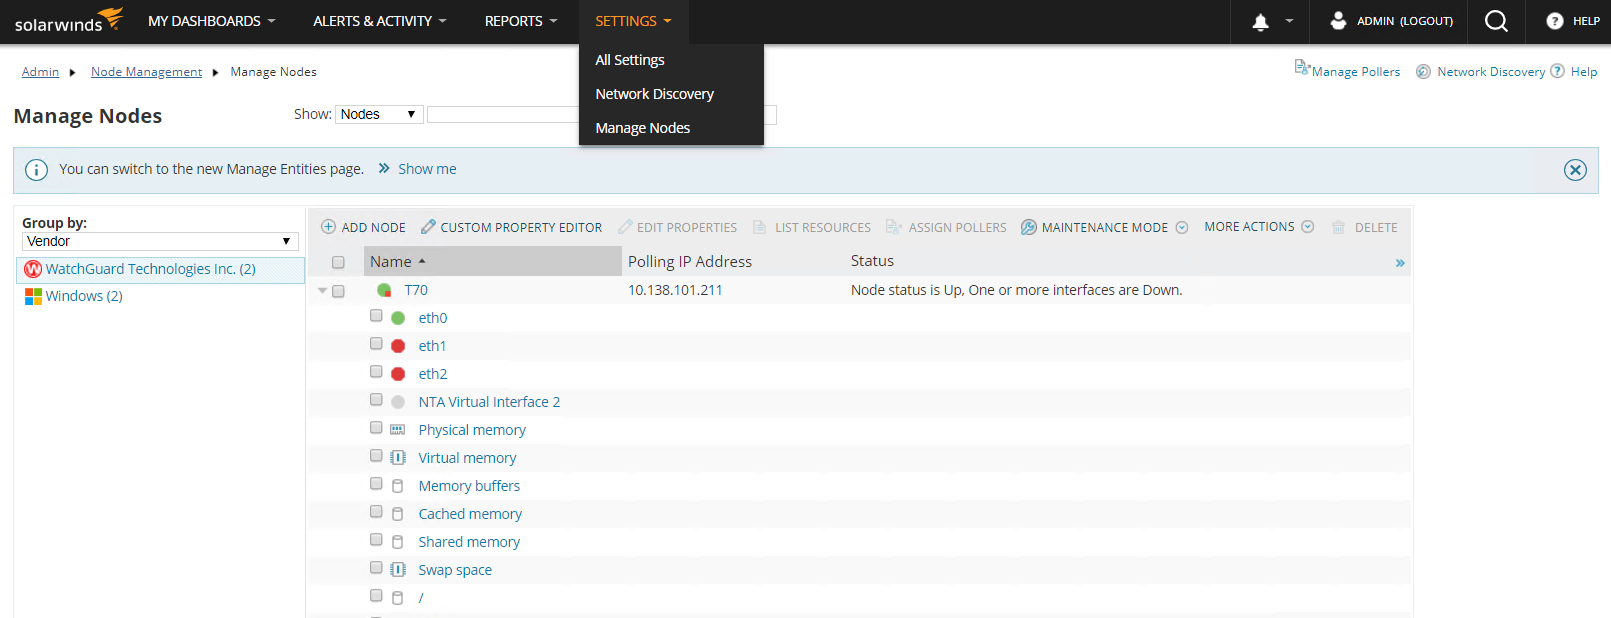 solarwinds MY DASHBOARDS ALERTS & ACTIVITY REPORTS SETTINGS ADMIN (LOGOUT) ? HELP
All Settings
Network Discovery
Manage Nodes
Admin Node Management Manage Nodes
Manage Pollers Network Discovery ? Help
Manage Nodes Show: Nodes
i You can switch to the new Manage Entities page. » Show me
Group by:
Vendor
WatchGuard Technologies Inc. (2)
Windows (2)
ADD NODE CUSTOM PROPERTY EDITOR EDIT PROPERTIES LIST RESOURCES ASSIGN POLLERS MAINTENANCE MODE MORE ACTIONS DELETE
Name Polling IP Address Status »
T70 10.138.101.211 Node status is Up, One or more interfaces are Down.
eth0
eth1
eth2
NTA Virtual Interface 2
Physical memory
Virtual memory
Memory buffers
Cached memory
Shared memory
Swap space
/